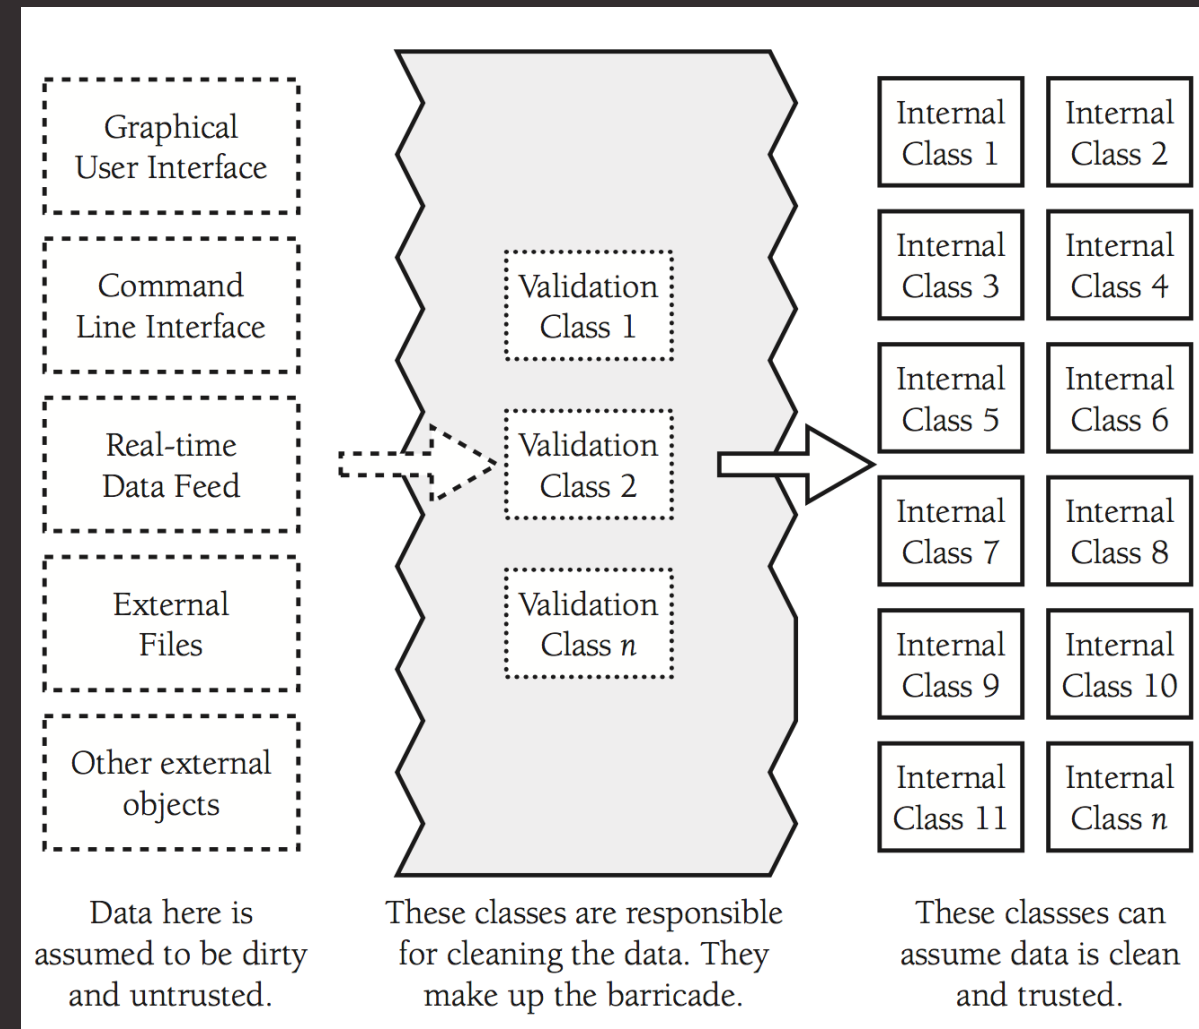 Graphical
User Interface
Command
Line Interface
Real-time
Data Feed
External
Files
Other external
objects
Data here is
assumed to be dirty
and untrusted.
Validation
Class 1
Validation
Class 2
Validation
Class n
These classes are responsible
for cleaning the data. They
make up the barricade.
Internal
Class 1
Internal
Class 2
Internal
Class 3
Internal
Class 4
Internal
Class 5
Internal
Class 6
Internal
Class 7
Internal
Class 8
Internal
Class 9
Internal
Class 10
Internal
Class 11
Internal
Class n
These classses can
assume data is clean
and trusted.